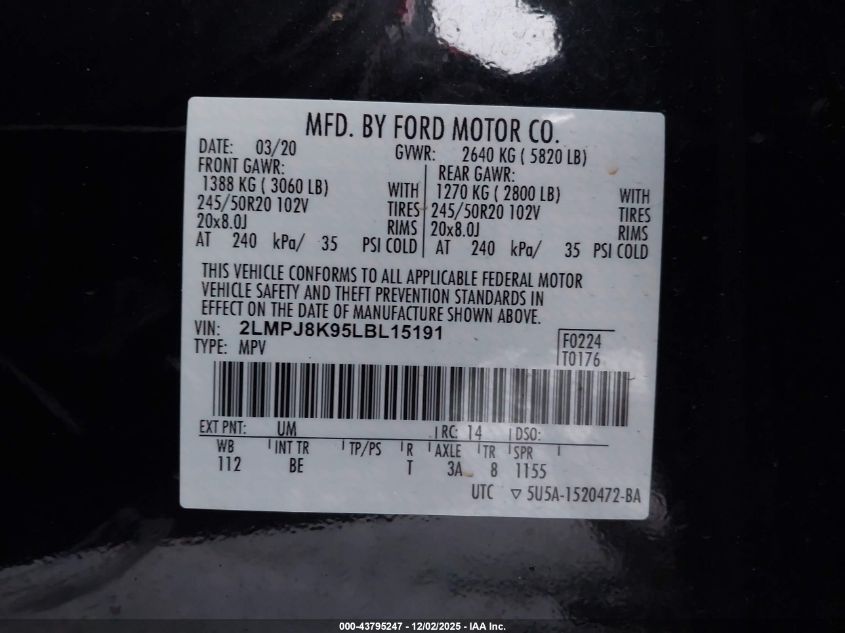 MFD. BY FORD MOTOR CO.
DATE: 03/20 GVWR: 2640 KG ( 5820 LB)
FRONT GAWR: REAR GAWR:
1388 KG ( 3060 LB) WITH 1270 KG ( 2800 LB) WITH
245/50R20 102V TIRES 245/50R20 102V TIRES
20x8.0J RIMS 20x8.0J RIMS
AT 240 kPa/ 35 PSI COLD AT 240 kPa/ 35 PSI COLD
THIS VEHICLE CONFORMS TO ALL APPLICABLE FEDERAL MOTOR
VEHICLE SAFETY AND THEFT PREVENTION STANDARDS IN
EFFECT ON THE DATE OF MANUFACTURE SHOWN ABOVE.
VIN: 2LMPJ8K95LBL15191 F0224
TYPE: MPV T0176
EXT PNT: UM RC: 14 DSO:
WB INT TR TP/PS R AXLE TR SPR
112 BE T 3A 8 1155
UTC ▽ 5U5A-1520472-BA
000-43795247 - 12/02/2025 - IAA Inc.